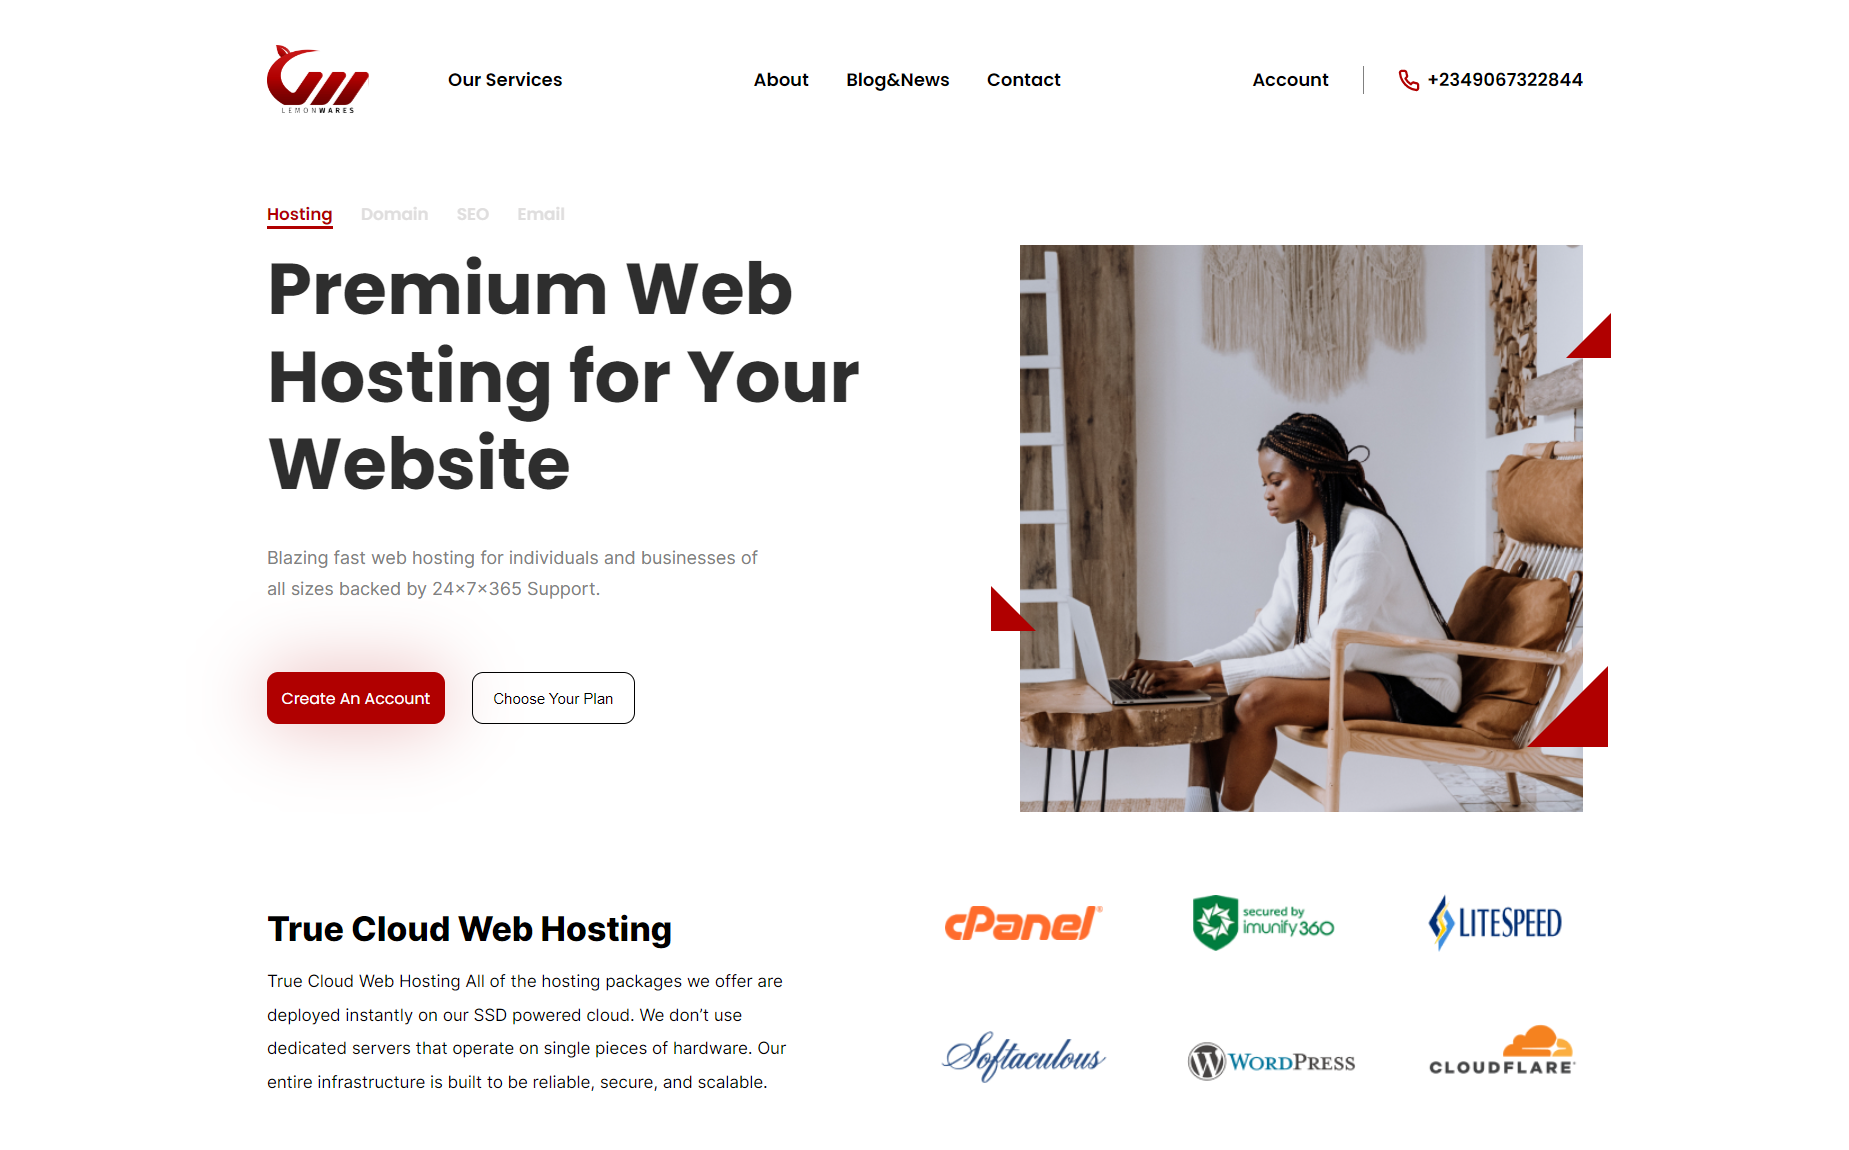 LEMONWARES
Our Services
About
Blog&News
Contact
Account
+2349067322844
Hosting
Domain
SEO
Email
Premium Web
Hosting for Your
Website
Blazing fast web hosting for individuals and businesses of
all sizes backed by 24×7×365 Support.
Create An Account
Choose Your Plan
True Cloud Web Hosting
True Cloud Web Hosting All of the hosting packages we offer are
deployed instantly on our SSD powered cloud. We don’t use
dedicated servers that operate on single pieces of hardware. Our
entire infrastructure is built to be reliable, secure, and scalable.
cPanel®
secured by
imunify360
LITESPEED
Softaculous
WORDPRESS
CLOUDFLARE